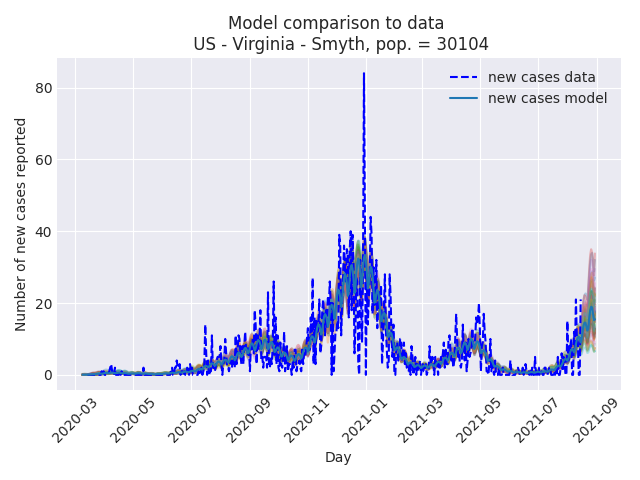 Model comparison to data
US - Virginia - Smyth, pop. = 30104
new cases data
new cases model
Number of new cases reported
80
60
40
20
0
2020-03
2020-05
2020-07
2020-09
2020-11
2021-01
2021-03
2021-05
2021-07
2021-09
Day